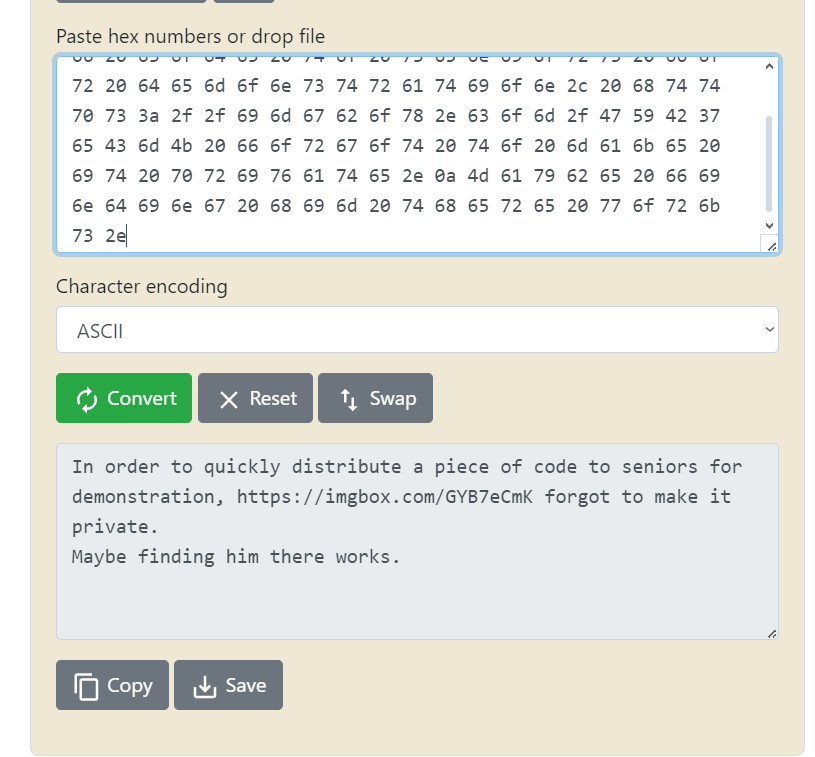 Paste hex numbers or drop file
72 20 64 65 6d 6f 6e 73 74 72 61 74 69 6f 6e 2c 20 68 74 74
70 73 3a 2f 2f 69 6d 67 62 6f 78 2e 63 6f 6d 2f 47 59 42 37
65 43 6d 4b 20 66 6f 72 67 6f 74 20 74 6f 20 6d 61 6b 65 20
69 74 20 70 72 69 76 61 74 65 2e 0a 4d 61 79 62 65 20 66 69
6e 64 69 6e 67 20 68 69 6d 20 74 68 65 72 65 20 77 6f 72 6b
73 2e
Character encoding
ASCII
Convert Reset Swap
In order to quickly distribute a piece of code to seniors for
demonstration, https://imgbox.com/GYB7eCmK forgot to make it
private.
Maybe finding him there works.
Copy Save